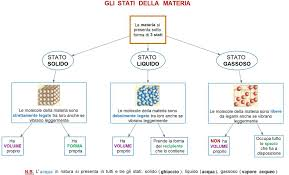 GLI STATI DELLA MATERIA
La materia si
presenta sotto
forma di 3 stati
STATO
SOLIDO
STATO
LIQUIDO
STATO
GASSOSO
Le molecole della materia sono
strettamente legate tra loro anche se
vibrano leggermente
Le molecole della materia sono
debolmente legate tra loro anche se
vibrano leggermente
Le molecole della materia sono libere
da legami anche se vibrano
leggermente
Ha
VOLUME
proprio
Ha
FORMA
propria
Ha
VOLUME
proprio
Prende la forma
del recipiente
che lo contiene
NON ha
VOLUME
proprio
Occupa tutto
lo spazio
che ha a
disposizione
N.B. L'acqua in natura si presenta in tutti e tre gli stati: solido (ghiaccio), liquido (acqua), gassoso (vapore acqueo)